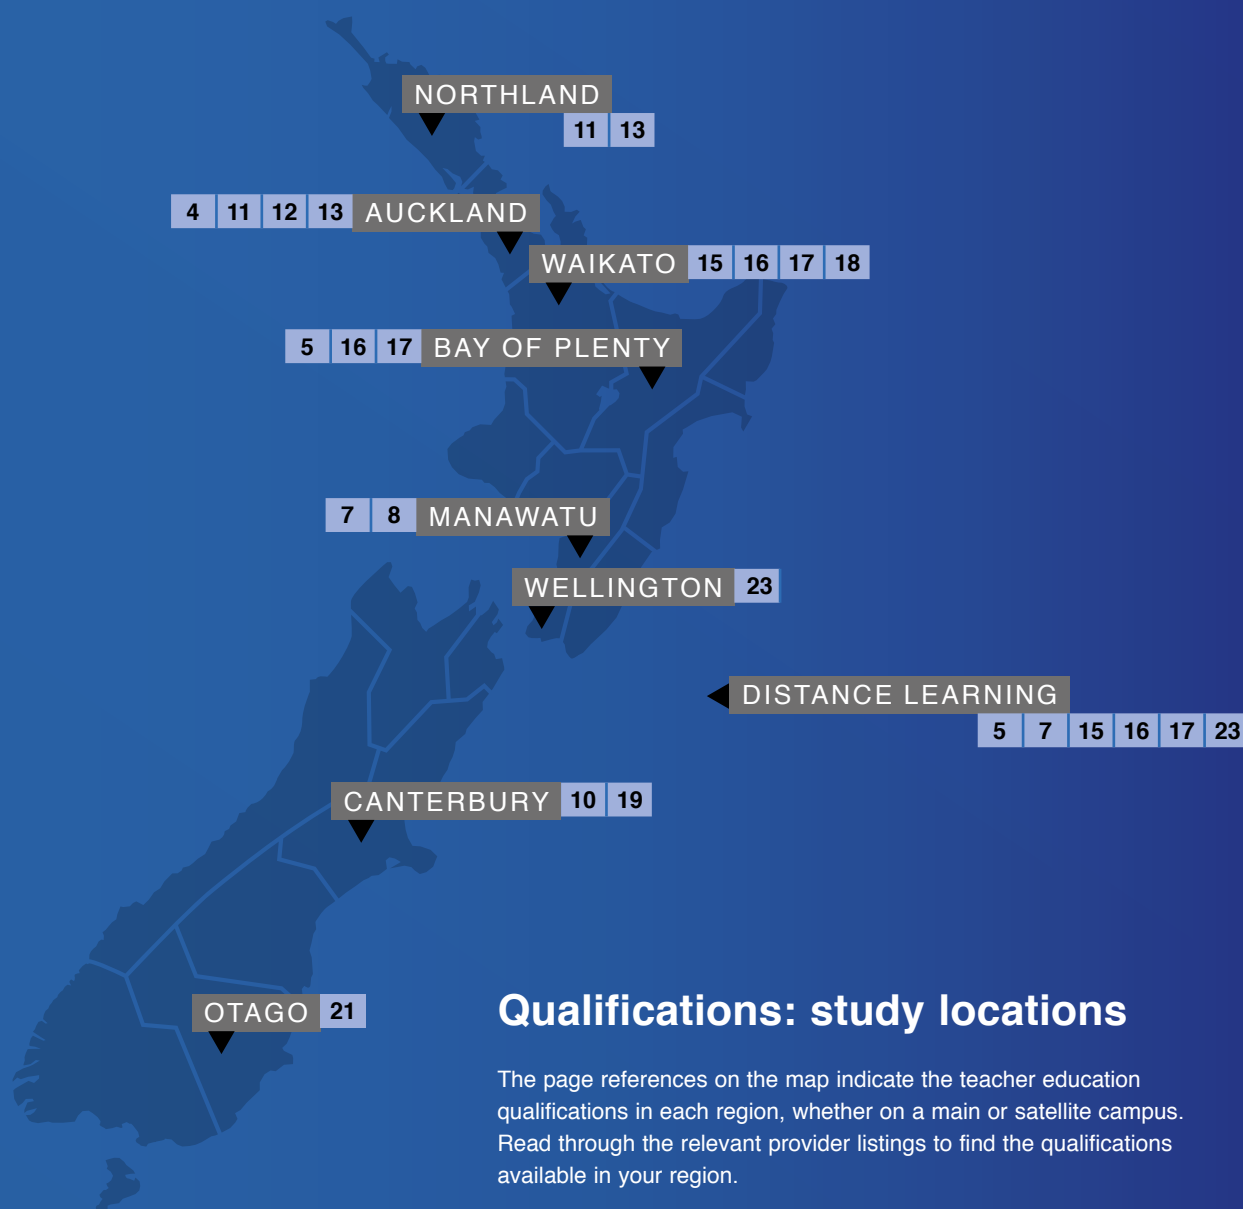 NORTHLAND
11 13
4 11 12 13 AUCKLAND
WAIKATO 15 16 17 18
5 16 17 BAY OF PLENTY
7 8 MANAWATU
WELLINGTON 23
DISTANCE LEARNING
5 7 15 16 17 23
CANTERBURY 10 19
OTAGO 21
Qualifications: study locations
The page references on the map indicate the teacher education
qualifications in each region, whether on a main or satellite campus.
Read through the relevant provider listings to find the qualifications
available in your region.